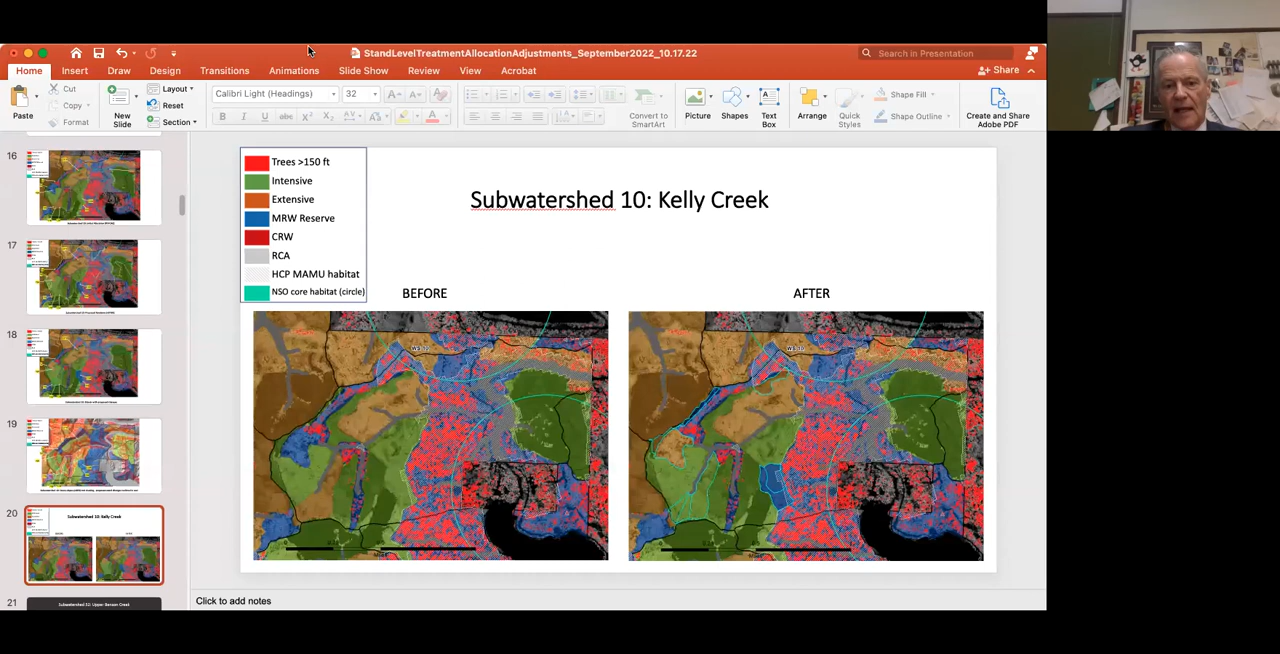 StandLevelTreatmentAllocationAdjustments_September2022_10.17.22
Search in Presentation
Home Insert Draw Design Transitions Animations Slide Show Review View Acrobat
Share
Paste
Cut
Copy
Format
New Slide
Layout
Reset
Section
Calibri Light (Headings)
32
Convert to SmartArt
Picture
Shapes
Text Box
Arrange
Quick Styles
Shape Fill
Shape Outline
Create and Share Adobe PDF
16
17
18
19
20
Subwatershed 10: Kelly Creek
21
Trees >150 ft
Intensive
Extensive
MRW Reserve
CRW
RCA
HCP MAMU habitat
NSO core habitat (circle)
Subwatershed 10: Kelly Creek
BEFORE
AFTER
Click to add notes